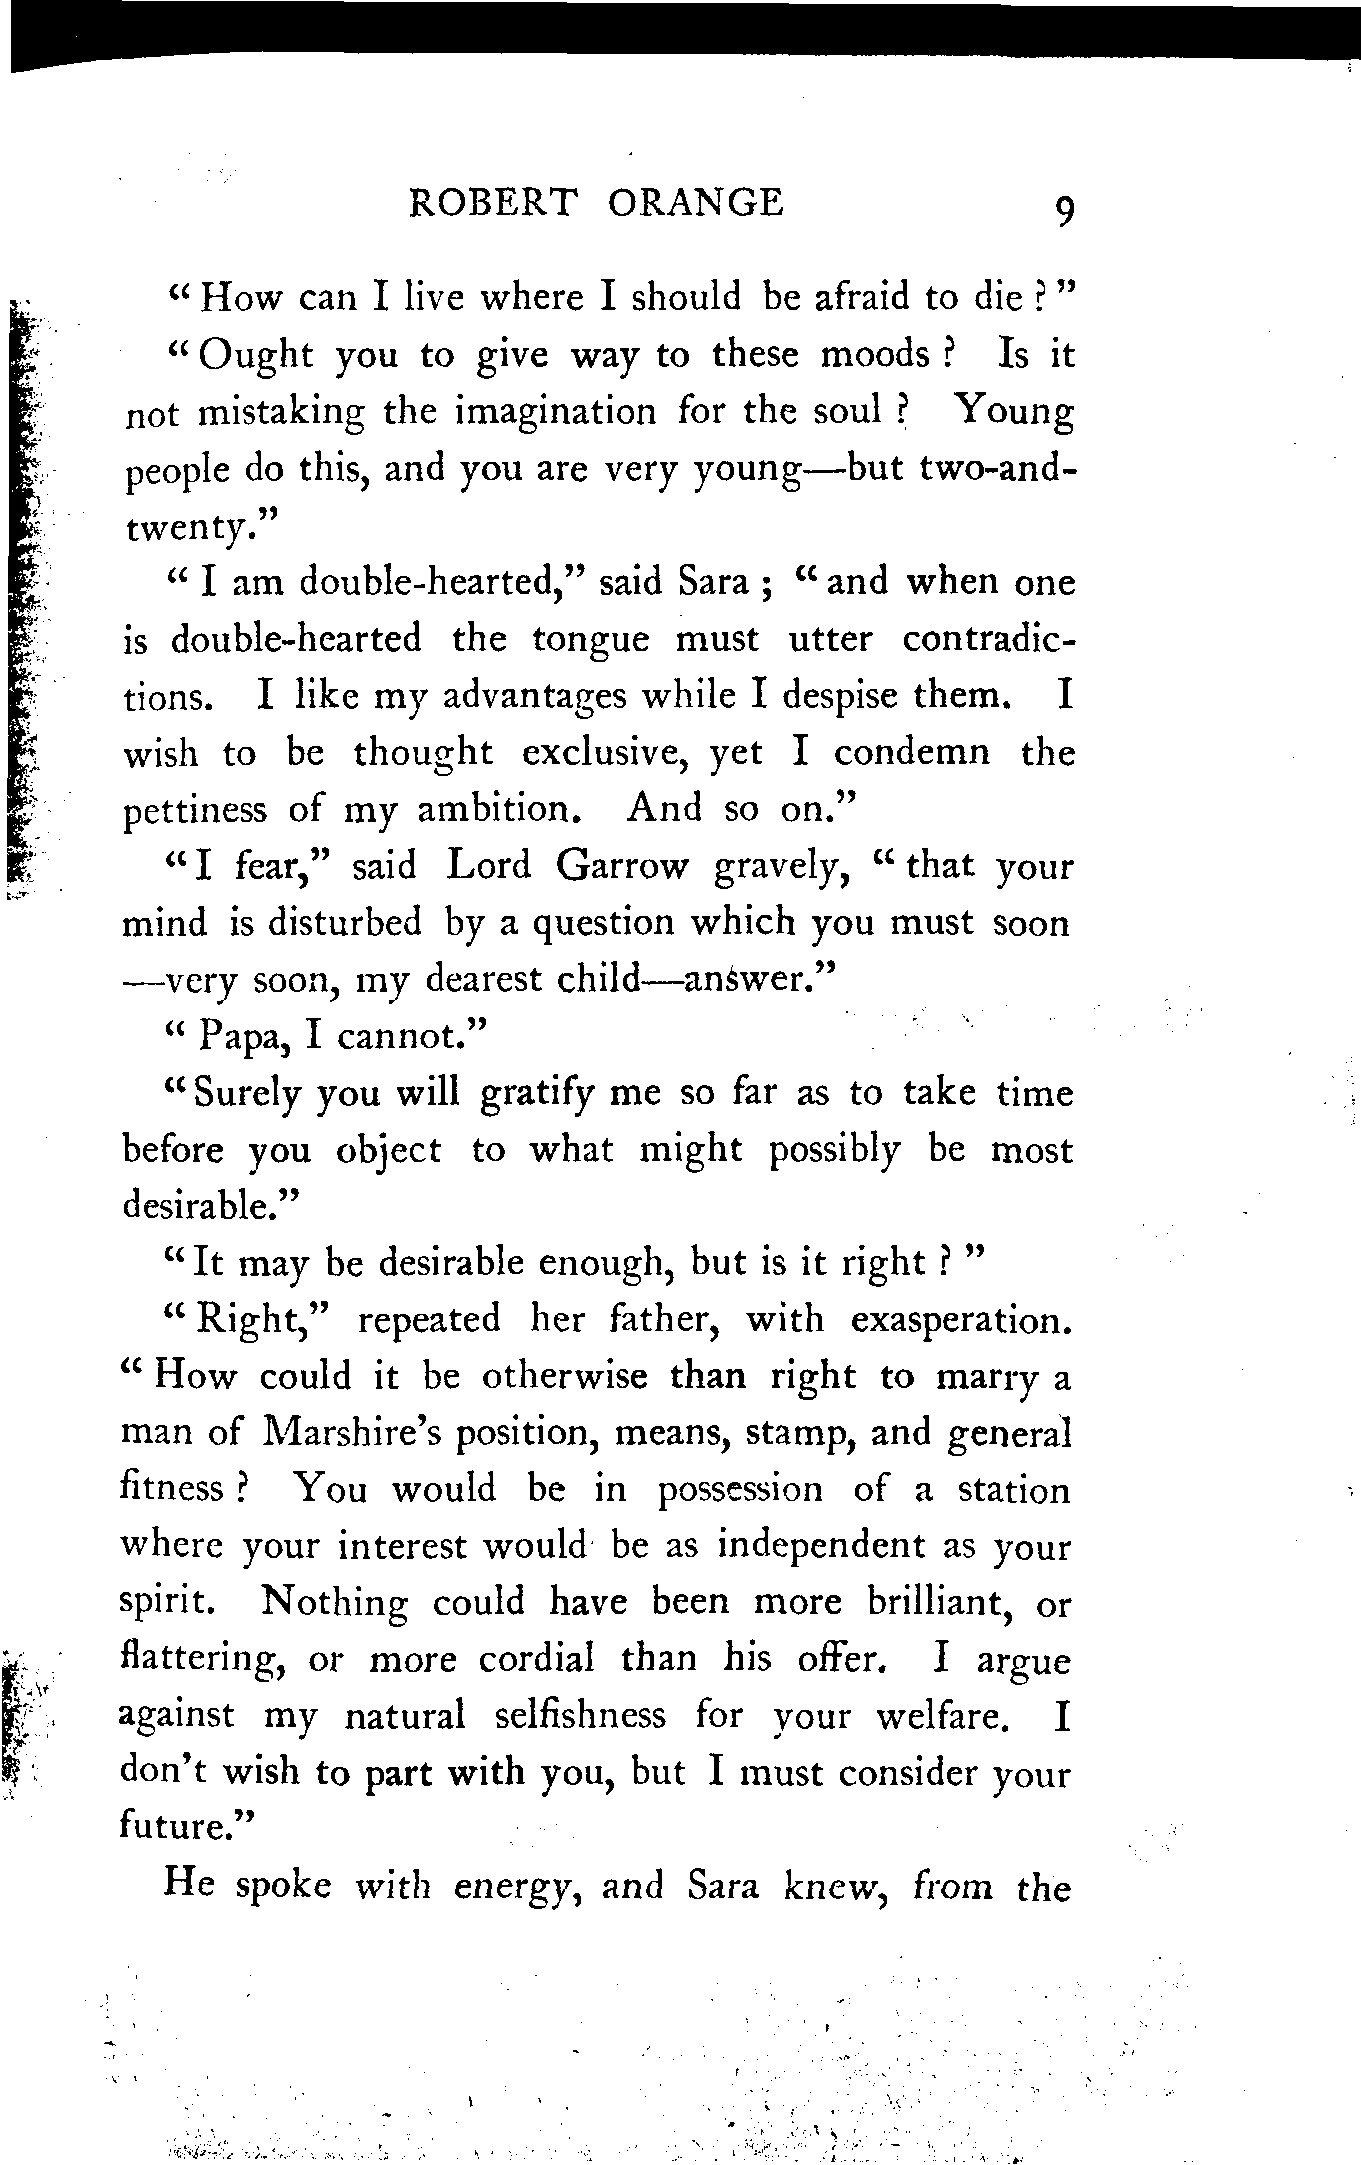 ROBERT ORANGE 9
“ How can I live where I should be afraid to die ? ”
“ Ought you to give way to these moods ? Is it
not mistaking the imagination for the soul ? Young
people do this, and you are very young—but two-and-
twenty.”
“ I am double-hearted,” said Sara ; “ and when one
is double-hearted the tongue must utter contradic-
tions. I like my advantages while I despise them. I
wish to be thought exclusive, yet I condemn the
pettiness of my ambition. And so on.”
“ I fear,” said Lord Garrow gravely, “ that your
mind is disturbed by a question which you must soon
—very soon, my dearest child—answer.”
“ Papa, I cannot.”
“ Surely you will gratify me so far as to take time
before you object to what might possibly be most
desirable.”
“ It may be desirable enough, but is it right ? ”
“ Right,” repeated her father, with exasperation.
“ How could it be otherwise than right to marry a
man of Marshire’s position, means, stamp, and general
fitness ? You would be in possession of a station
where your interest would be as independent as your
spirit. Nothing could have been more brilliant, or
flattering, or more cordial than his offer. I argue
against my natural selfishness for your welfare. I
don’t wish to part with you, but I must consider your
future.”
He spoke with energy, and Sara knew, from the